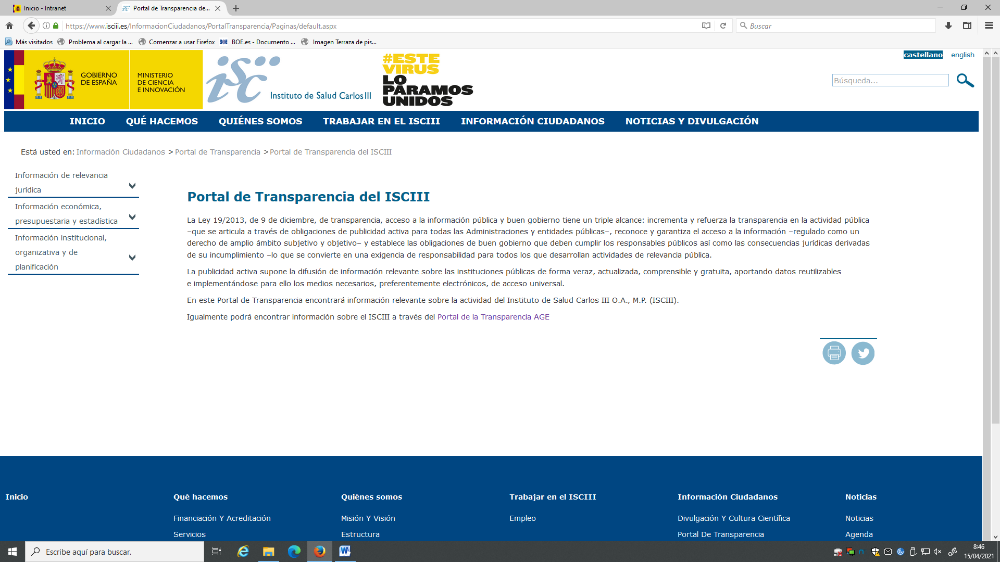 Inicio - Intranet
Portal de Transparencia de...
https://www.isciii.es/InformacionCiudadanos/PortalTransparencia/Paginas/default.aspx
Buscar
Más visitados
Problema al cargar la ...
Comenzar a usar Firefox
BOE.es - Documento ...
Imagen Terraza de pis...
GOBIERNO
DE ESPAÑA
MINISTERIO
DE CIENCIA
E INNOVACIÓN
isciii
Instituto de Salud Carlos III
#ESTE
VIRUS
LO
PARAMOS
UNIDOS
castellano
english
Búsqueda...
INICIO
QUÉ HACEMOS
QUIÉNES SOMOS
TRABAJAR EN EL ISCIII
INFORMACIÓN CIUDADANOS
NOTICIAS Y DIVULGACIÓN
Está usted en: Información Ciudadanos > Portal de Transparencia > Portal de Transparencia del ISCIII
Información de relevancia
jurídica
Información económica,
presupuestaria y estadística
Información institucional,
organizativa y de
planificación
Portal de Transparencia del ISCIII
La Ley 19/2013, de 9 de diciembre, de transparencia, acceso a la información pública y buen gobierno tiene un triple alcance: incrementa y refuerza la transparencia en la actividad pública
–que se articula a través de obligaciones de publicidad activa para todas las Administraciones y entidades públicas–, reconoce y garantiza el acceso a la información –regulado como un
derecho de amplio ámbito subjetivo y objetivo– y establece las obligaciones de buen gobierno que deben cumplir los responsables públicos así como las consecuencias jurídicas derivadas
de su incumplimiento –lo que se convierte en una exigencia de responsabilidad para todos los que desarrollan actividades de relevancia pública.
La publicidad activa supone la difusión de información relevante sobre las instituciones públicas de forma veraz, actualizada, comprensible y gratuita, aportando datos reutilizables
e implementándose para ello los medios necesarios, preferentemente electrónicos, de acceso universal.
En este Portal de Transparencia encontrará información relevante sobre la actividad del Instituto de Salud Carlos III O.A., M.P. (ISCIII).
Igualmente podrá encontrar información sobre el ISCIII a través del Portal de la Transparencia AGE
Inicio
Qué hacemos
Quiénes somos
Trabajar en el ISCIII
Información Ciudadanos
Noticias
Financiación Y Acreditación
Misión Y Visión
Empleo
Divulgación Y Cultura Científica
Noticias
Servicios
Estructura
Portal De Transparencia
Agenda
Escribe aquí para buscar.
8:46
15/04/2021